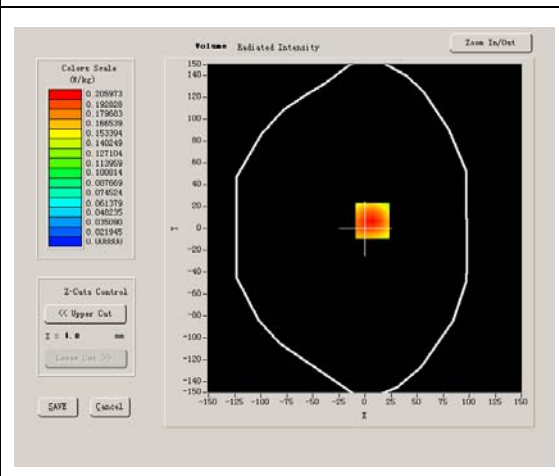 Volume Radiated Intensity
Zoom In/Out
Colors Scale
(W/kg)
0.205973
0.192828
0.179683
0.166539
0.153394
0.140249
0.127104
0.113959
0.100814
0.087669
0.074524
0.061379
0.048235
0.035090
0.021945
0.008800
Z-Cuts Control
<< Upper Cut
Z = 4.0 mm
Lower Cut >>
SAVE
Cancel
150
140
120
100
80
60
40
20
0
-20
-40
-60
-80
-100
-120
-140
-150
Y
-150 -125 -100 -75 -50 -25 0 25 50 75 100 125 150
X